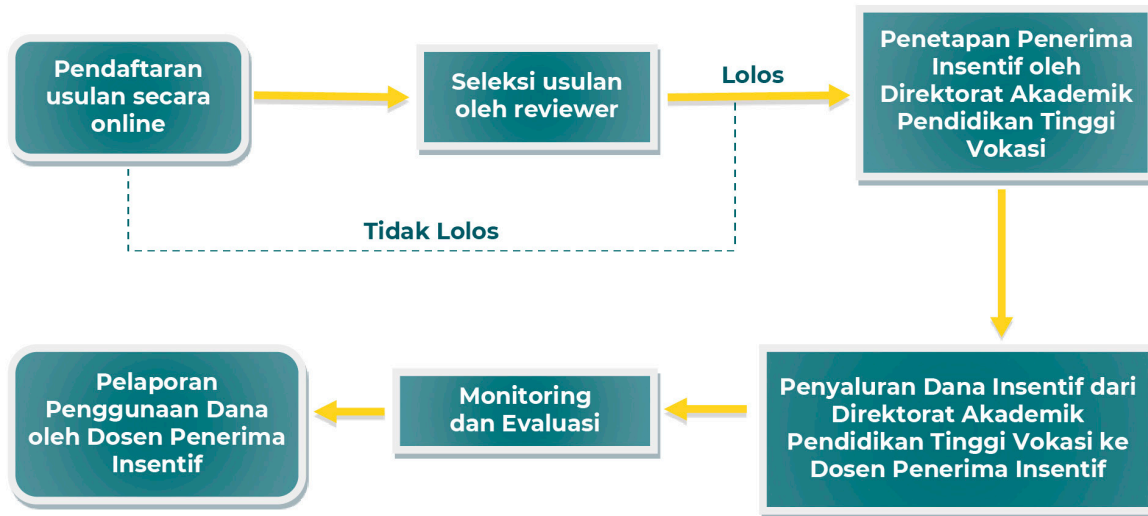 Pendaftaran
usulan secara
online
Seleksi usulan
oleh reviewer
Lolos
Penetapan Penerima
Insentif oleh
Direktorat Akademik
Pendidikan Tinggi
Vokasi
Tidak Lolos
Penyaluran Dana Insentif dari
Direktorat Akademik
Pendidikan Tinggi Vokasi ke
Dosen Penerima Insentif
Monitoring
dan Evaluasi
Pelaporan
Penggunaan Dana
oleh Dosen Penerima
Insentif